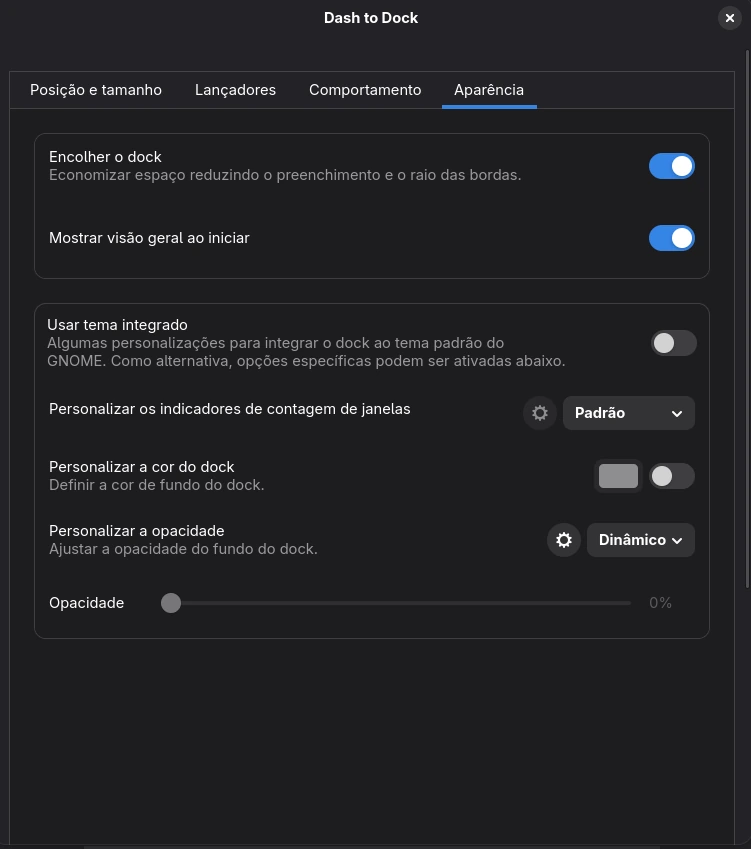 Dash to Dock
Posição e tamanho
Lançadores
Comportamento
Aparência
Encolher o dock
Economizar espaço reduzindo o preenchimento e o raio das bordas.
Mostrar visão geral ao iniciar
Usar tema integrado
Algumas personalizações para integrar o dock ao tema padrão do
GNOME. Como alternativa, opções específicas podem ser ativadas abaixo.
Personalizar os indicadores de contagem de janelas
Padrão
Personalizar a cor do dock
Definir a cor de fundo do dock.
Personalizar a opacidade
Ajustar a opacidade do fundo do dock.
Dinâmico
Opacidade
0%